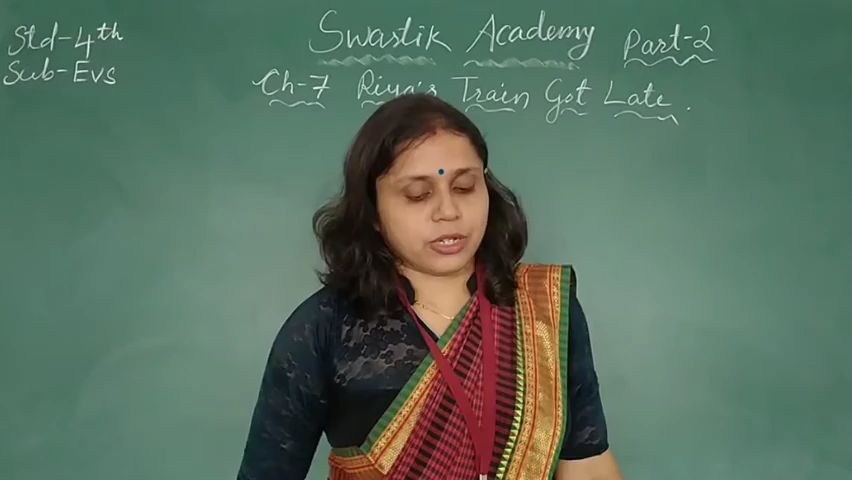 Std-4th
Sub-Evs
Swastik Academy Part-2
Ch-7 Riya's Train Got Late.